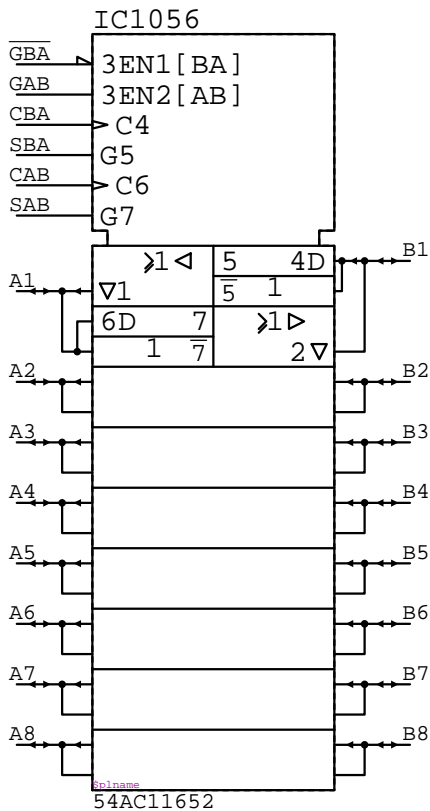 IC1056
GBA
3EN1[BA]
GAB
3EN2[AB]
CBA
C4
SBA
G5
CAB
C6
SAB
G7
B1
≥1 5 4D
A1
▽1 5 1
6D 7 ≥1
1 7 2▽
A2 B2
A3 B3
A4 B4
A5 B5
A6 B6
A7 B7
A8 B8
$plname
54AC11652